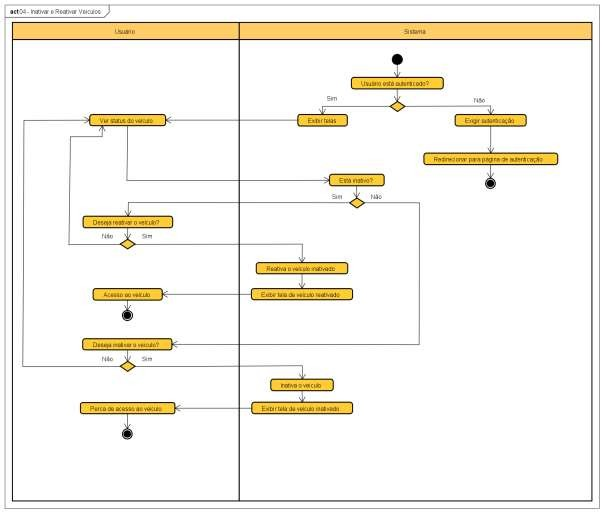 act 04 - Inativar e Reativar Veículos
Usuário
Sistema
Usuário está autenticado?
Sim
Não
Ver status do veículo
Exibir telas
Exigir autenticação
Redirecionar para página de autenticação
Está inativo?
Sim
Não
Deseja reativar o veículo?
Não
Sim
Reativa o veículo inativado
Acesso ao veículo
Exibir tela de veículo reativado
Deseja inativar o veículo?
Não
Sim
Inativa o veículo
Perca de acesso ao veículo
Exibir tela de veículo inativado